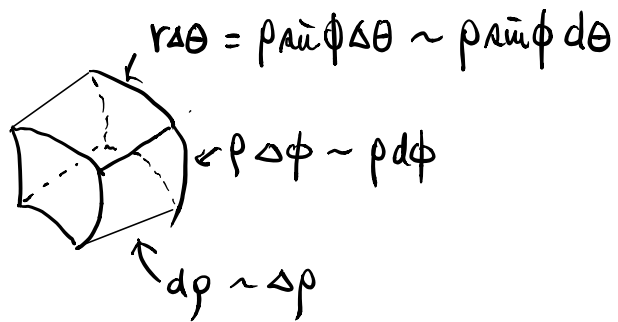 rΔθ = ρ sin φ Δθ ~ ρ sin φ dθ
ρ Δφ ~ ρ dφ
dρ ~ Δρ